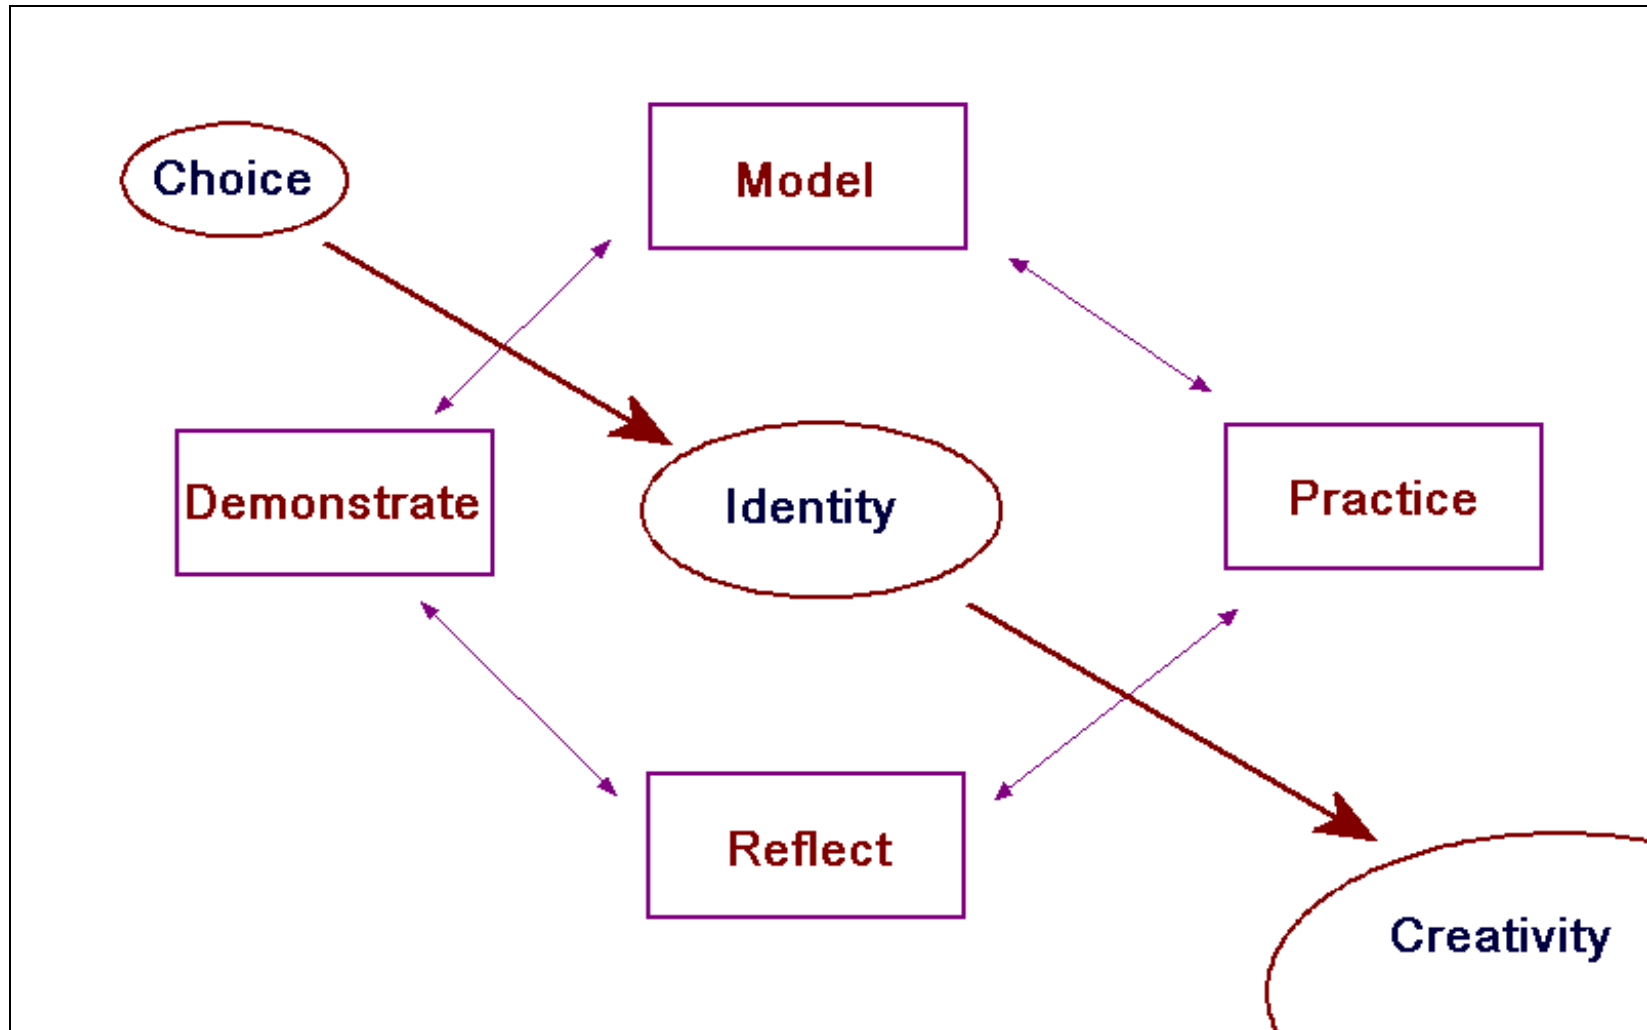 Choice
Model
Demonstrate
Identity
Practice
Reflect
Creativity